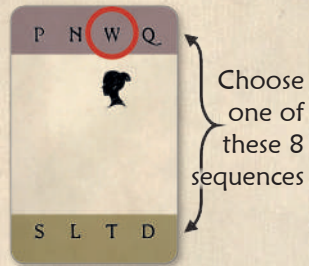 P N W Q
Choose
one of
these 8
sequences
S L T D